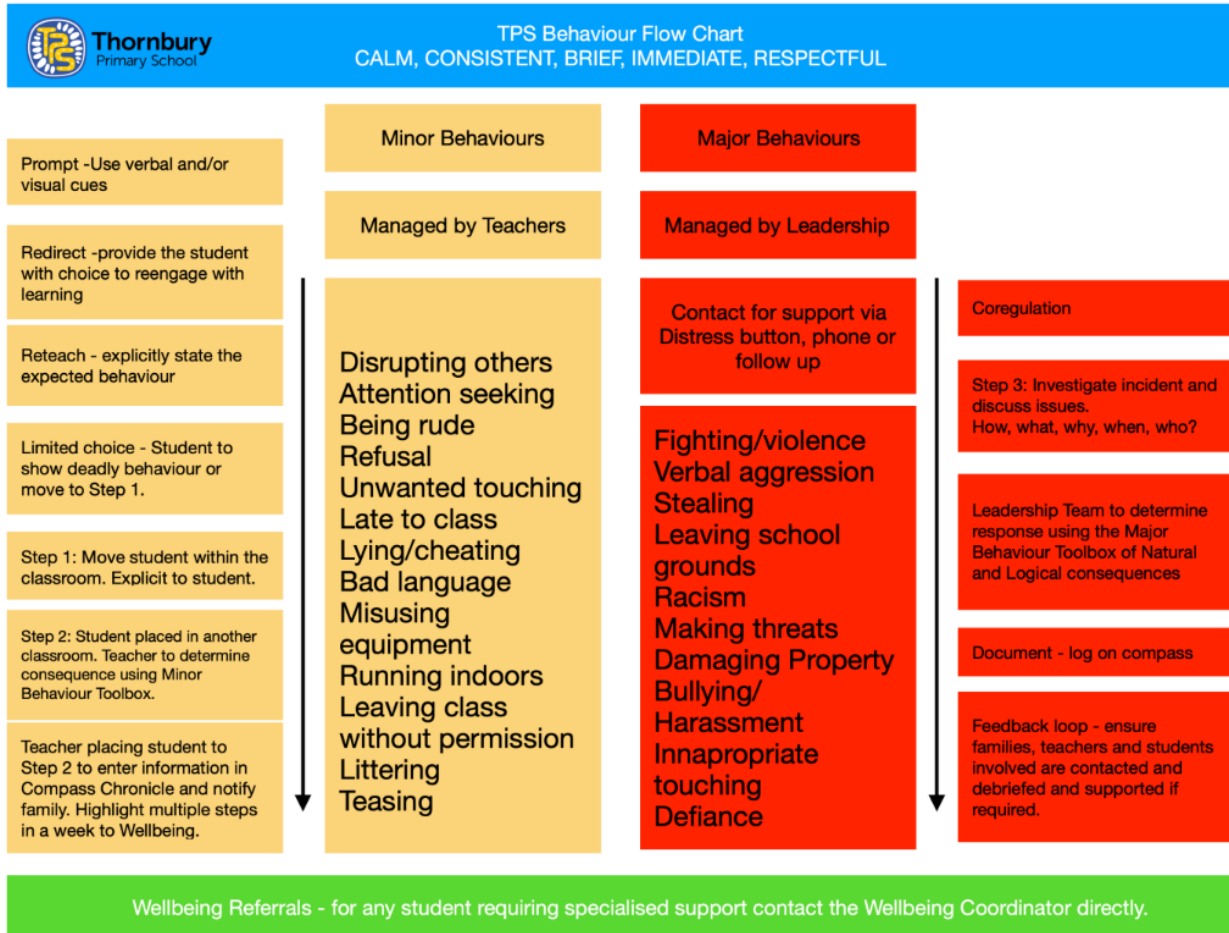 TPS
Thornbury
Primary School
TPS Behaviour Flow Chart
CALM, CONSISTENT, BRIEF, IMMEDIATE, RESPECTFUL
Prompt -Use verbal and/or
visual cues
Redirect -provide the student
with choice to reengage with
learning
Reteach - explicitly state the
expected behaviour
Limited choice - Student to
show deadly behaviour or
move to Step 1.
Step 1: Move student within the
classroom. Explicit to student.
Step 2: Student placed in another
classroom. Teacher to determine
consequence using Minor
Behaviour Toolbox.
Teacher placing student to
Step 2 to enter information in
Compass Chronicle and notify
family. Highlight multiple steps
in a week to Wellbeing.
Minor Behaviours
Managed by Teachers
Disrupting others
Attention seeking
Being rude
Refusal
Unwanted touching
Late to class
Lying/cheating
Bad language
Misusing
equipment
Running indoors
Leaving class
without permission
Littering
Teasing
Major Behaviours
Managed by Leadership
Contact for support via
Distress button, phone or
follow up
Fighting/violence
Verbal aggression
Stealing
Leaving school
grounds
Racism
Making threats
Damaging Property
Bullying/
Harassment
Innapropriate
touching
Defiance
Coregulation
Step 3: Investigate incident and
discuss issues.
How, what, why, when, who?
Leadership Team to determine
response using the Major
Behaviour Toolbox of Natural
and Logical consequences
Document - log on compass
Feedback loop - ensure
families, teachers and students
involved are contacted and
debriefed and supported if
required.
Wellbeing Referrals - for any student requiring specialised support contact the Wellbeing Coordinator directly.